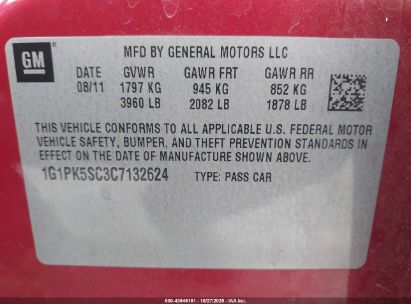 GM
MFD BY GENERAL MOTORS LLC
DATE GVWR GAWR FRT GAWR RR
08/11 1797 KG 945 KG 852 KG
3960 LB 2082 LB 1878 LB
THIS VEHICLE CONFORMS TO ALL APPLICABLE U.S. FEDERAL MOTOR
VEHICLE SAFETY, BUMPER, AND THEFT PREVENTION STANDARDS
IN EFFECT ON THE DATE OF MANUFACTURE SHOWN ABOVE.
1G1PK5SC3C7132624 TYPE: PASS CAR